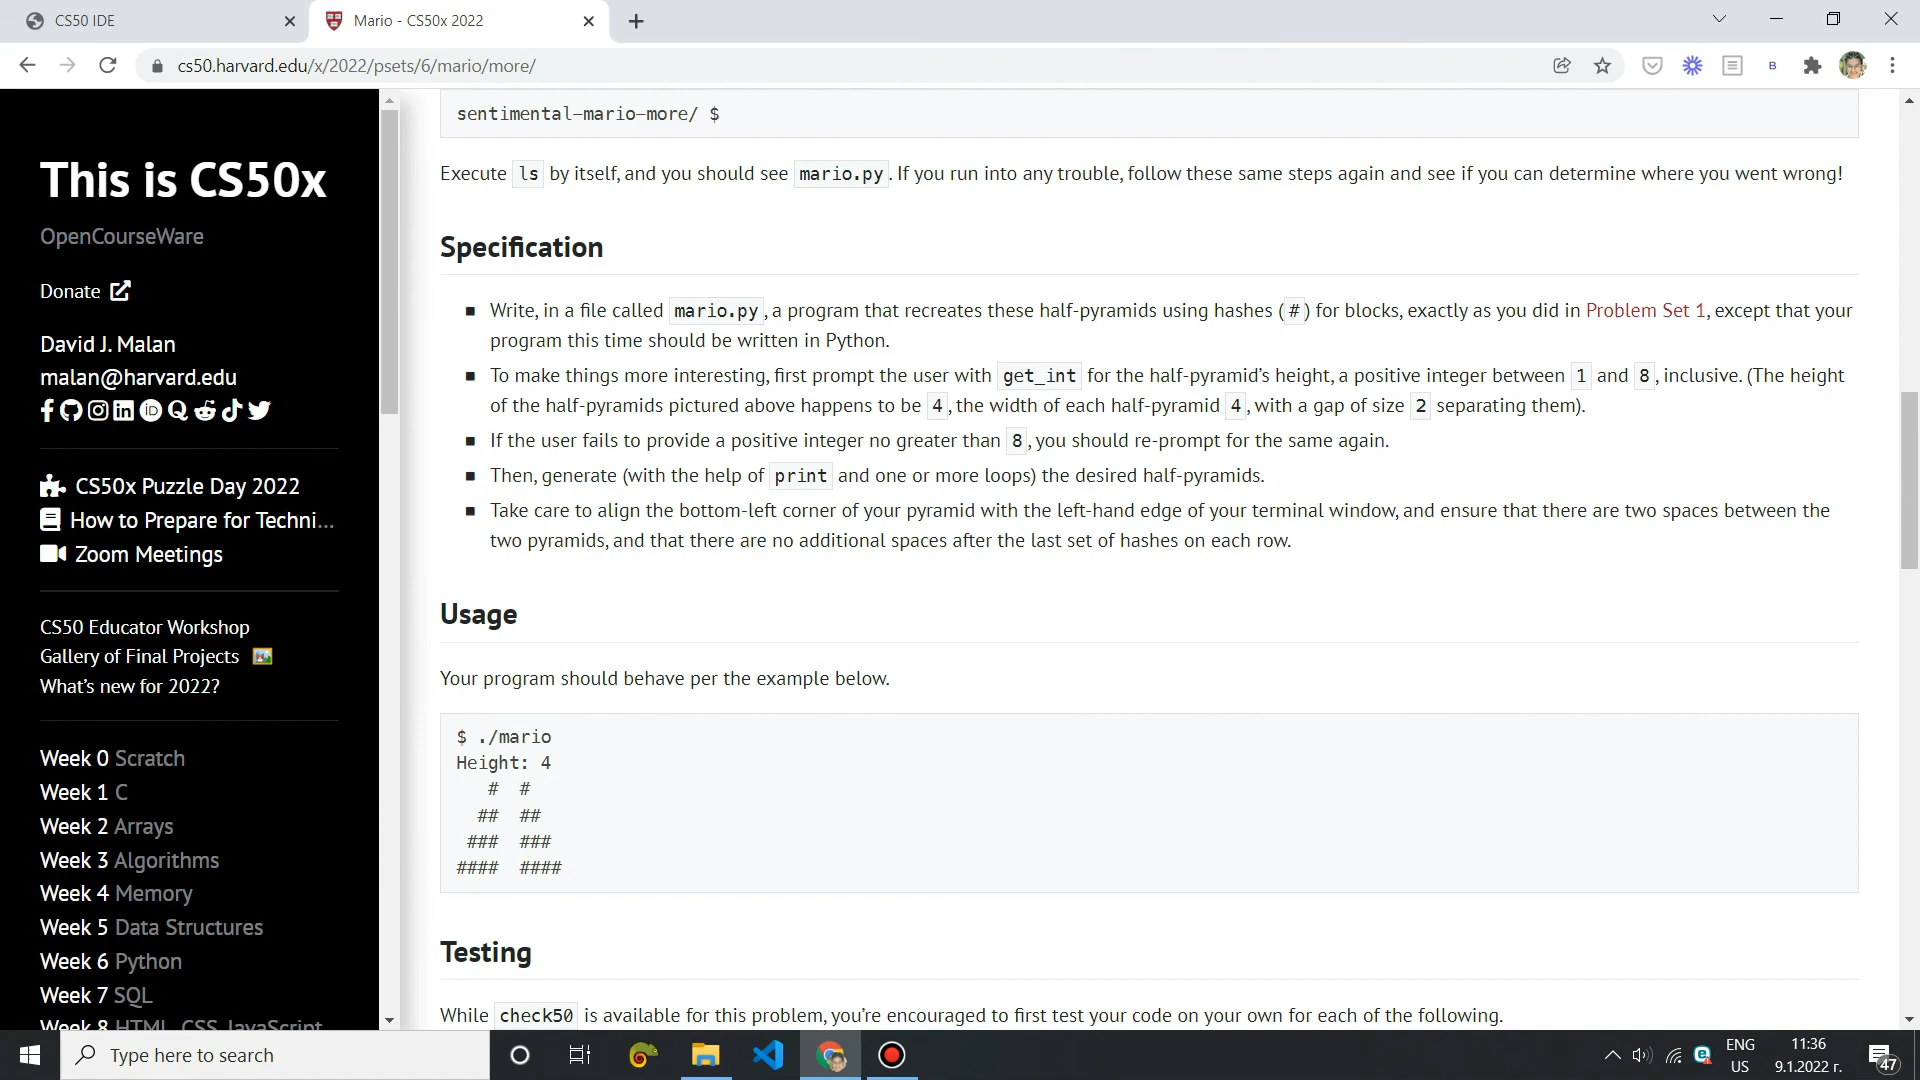 CS50 IDE
Mario - CS50x 2022
cs50.harvard.edu/x/2022/psets/6/mario/more/
B
This is CS50x
OpenCourseWare
Donate
David J. Malan
malan@harvard.edu
CS50x Puzzle Day 2022
How to Prepare for Techni...
Zoom Meetings
CS50 Educator Workshop
Gallery of Final Projects
What's new for 2022?
Week 0 Scratch
Week 1 C
Week 2 Arrays
Week 3 Algorithms
Week 4 Memory
Week 5 Data Structures
Week 6 Python
Week 7 SQL
Week 8 HTML, CSS, JavaScript
sentimental-mario-more/ $
Execute ls by itself, and you should see mario.py. If you run into any trouble, follow these same steps again and see if you can determine where you went wrong!
Specification
Write, in a file called mario.py, a program that recreates these half-pyramids using hashes (#) for blocks, exactly as you did in Problem Set 1, except that your
program this time should be written in Python.
To make things more interesting, first prompt the user with get_int for the half-pyramid's height, a positive integer between 1 and 8, inclusive. (The height
of the half-pyramids pictured above happens to be 4, the width of each half-pyramid 4, with a gap of size 2 separating them).
If the user fails to provide a positive integer no greater than 8, you should re-prompt for the same again.
Then, generate (with the help of print and one or more loops) the desired half-pyramids.
Take care to align the bottom-left corner of your pyramid with the left-hand edge of your terminal window, and ensure that there are two spaces between the
two pyramids, and that there are no additional spaces after the last set of hashes on each row.
Usage
Your program should behave per the example below.
$ ./mario
Height: 4
   #  #
  ##  ##
 ###  ###
####  ####
Testing
While check50 is available for this problem, you're encouraged to first test your code on your own for each of the following.
Type here to search
ENG
US
11:36
9.1.2022 г.
47